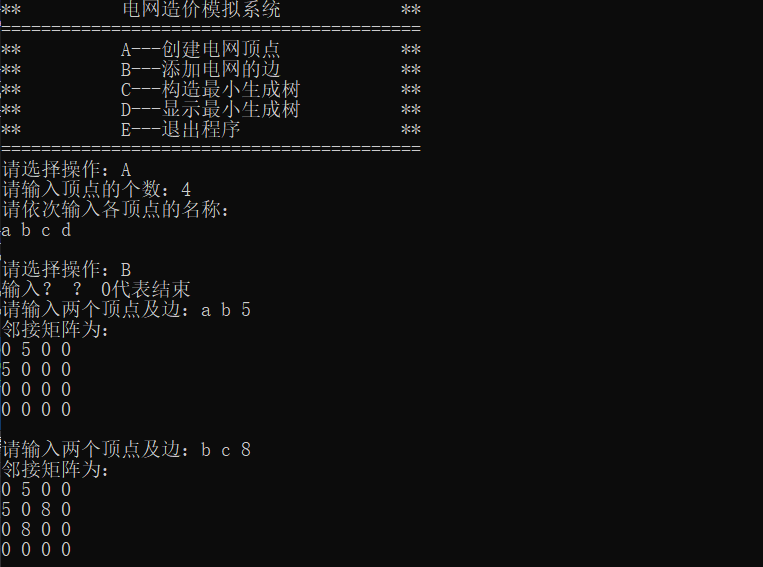 **          电网造价模拟系统            **
==========================================
**          A---创建电网顶点            **
**          B---添加电网的边            **
**          C---构造最小生成树          **
**          D---显示最小生成树          **
**          E---退出程序                **
==========================================
请选择操作：A
请输入顶点的个数：4
请依次输入各顶点的名称：
a b c d
请选择操作：B
输入？ ？ 0代表结束
请输入两个顶点及边：a b 5
邻接矩阵为：
0 5 0 0
5 0 0 0
0 0 0 0
0 0 0 0
请输入两个顶点及边：b c 8
邻接矩阵为：
0 5 0 0
5 0 8 0
0 8 0 0
0 0 0 0